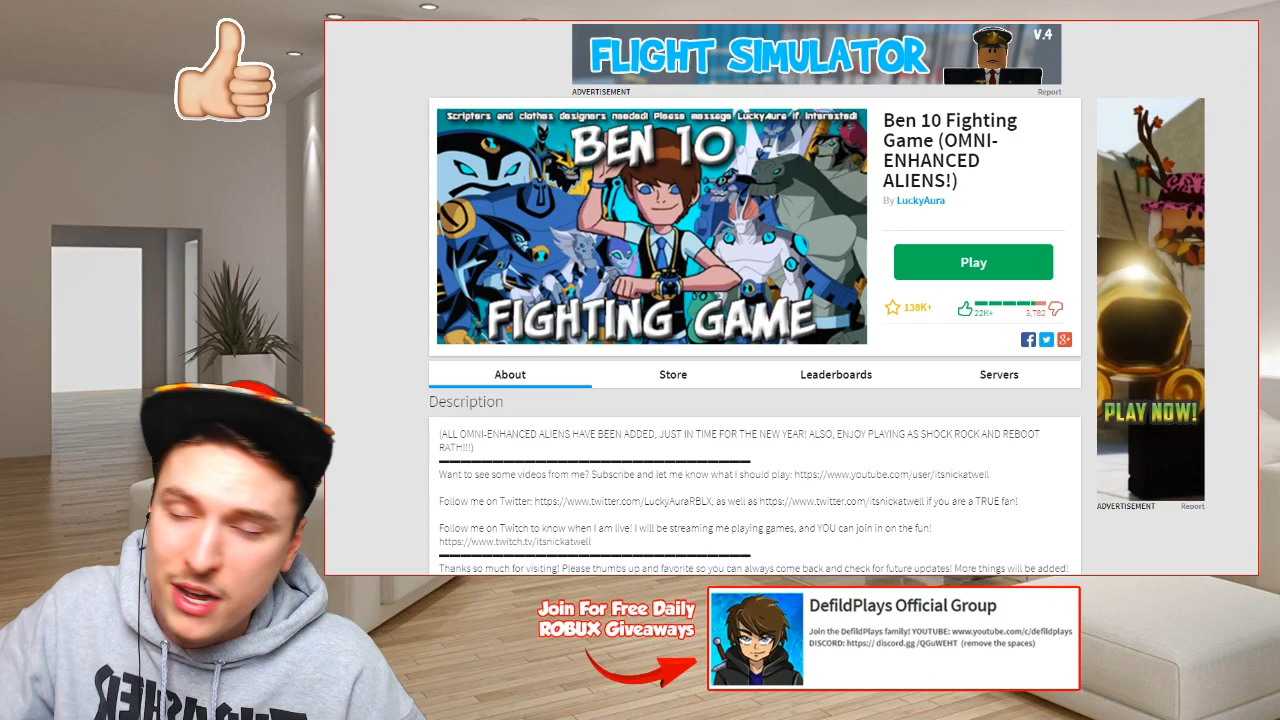 FLIGHT SIMULATOR
V.4
ADVERTISEMENT
Report
Scripters and clothes designers needed! Please message LuckyAura if interested!
BEN 10
FIGHTING GAME
Ben 10 Fighting
Game (OMNI-
ENHANCED
ALIENS!)
By LuckyAura
Play
138K+
22K+
3,782
About
Store
Leaderboards
Servers
Description
(ALL OMNI-ENHANCED ALIENS HAVE BEEN ADDED, JUST IN TIME FOR THE NEW YEAR! ALSO, ENJOY PLAYING AS SHOCK ROCK AND REBOOT
RATH!!!)
Want to see some videos from me? Subscribe and let me know what I should play: https://www.youtube.com/user/itsnickatwell
Follow me on Twitter: https://www.twitter.com/LuckyAuraRBLX, as well as https://www.twitter.com/itsnickatwell if you are a TRUE fan!
Follow me on Twitch to know when I am live! I will be streaming me playing games, and YOU can join in on the fun!
https://www.twitch.tv/itsnickatwell
Thanks so much for visiting! Please thumbs up and favorite so you can always come back and check for future updates! More things will be added!
PLAY NOW!
ADVERTISEMENT
Report
Join For Free Daily
ROBUX Giveaways
DefildPlays Official Group
Join the DefildPlays family! YOUTUBE: www.youtube.com/c/defildplays
DISCORD: https:// discord.gg /QGuWEHT (remove the spaces)
THRASHER